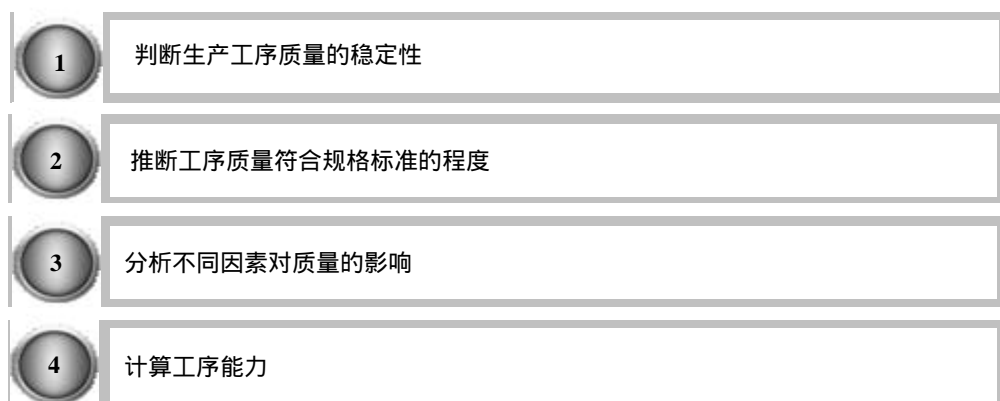 1 判断生产工序质量的稳定性
2 推断工序质量符合规格标准的程度
3 分析不同因素对质量的影响
4 计算工序能力